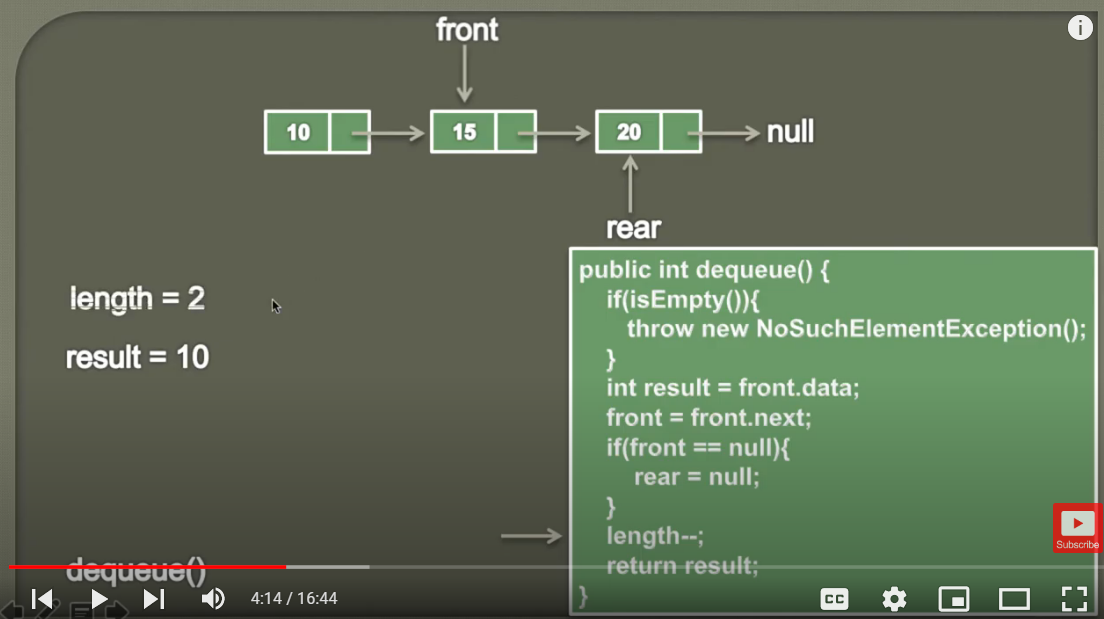 front
10
15
20
null
rear
length = 2
result = 10
public int dequeue() {
if(isEmpty()){
throw new NoSuchElementException();
}
int result = front.data;
front = front.next;
if(front == null){
rear = null;
}
length--;
return result;
}
dequeue()
Subscribe
4:14 / 16:44
CC
i